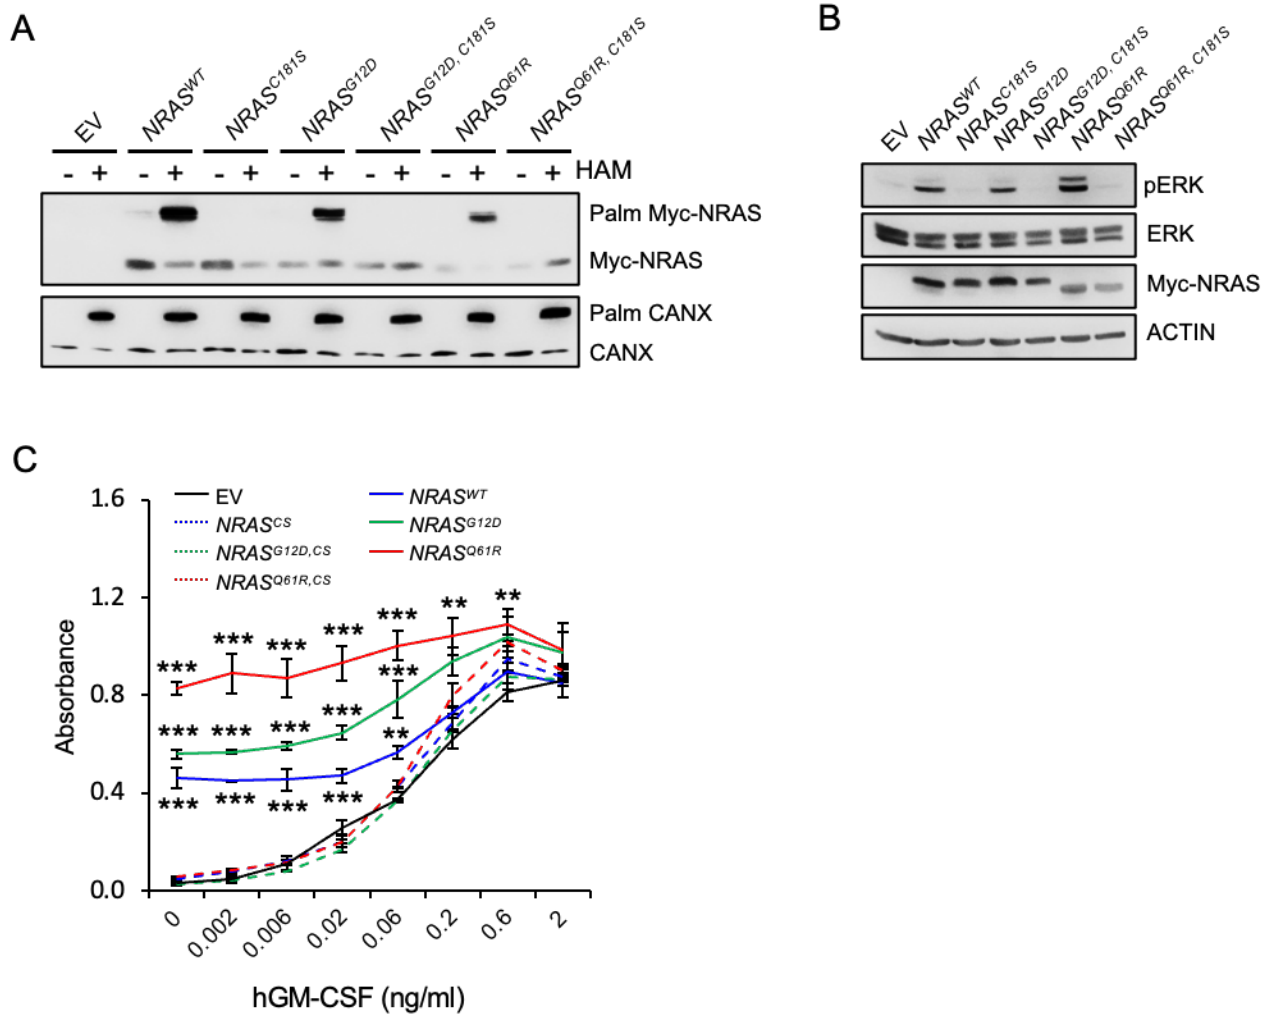 A
EV
NRASWT
NRASC181S
NRASG12D
NRASG12D, C181S
NRASQ61R
NRASQ61R, C181S
- + - + - + - + - + - + - + HAM
Palm Myc-NRAS
Myc-NRAS
Palm CANX
CANX
B
EV
NRASWT
NRASC181S
NRASG12D
NRASG12D, C181S
NRASQ61R
NRASQ61R, C181S
pERK
ERK
Myc-NRAS
ACTIN
C
EV
NRASWT
NRASCS
NRASG12D
NRASG12D,CS
NRASQ61R
NRASQ61R,CS
Absorbance
1.6
1.2
0.8
0.4
0.0
*** *** *** *** *** ** **
*** *** *** *** ***
*** *** *** *** **
0 0.002 0.006 0.02 0.06 0.2 0.6 2
hGM-CSF (ng/ml)